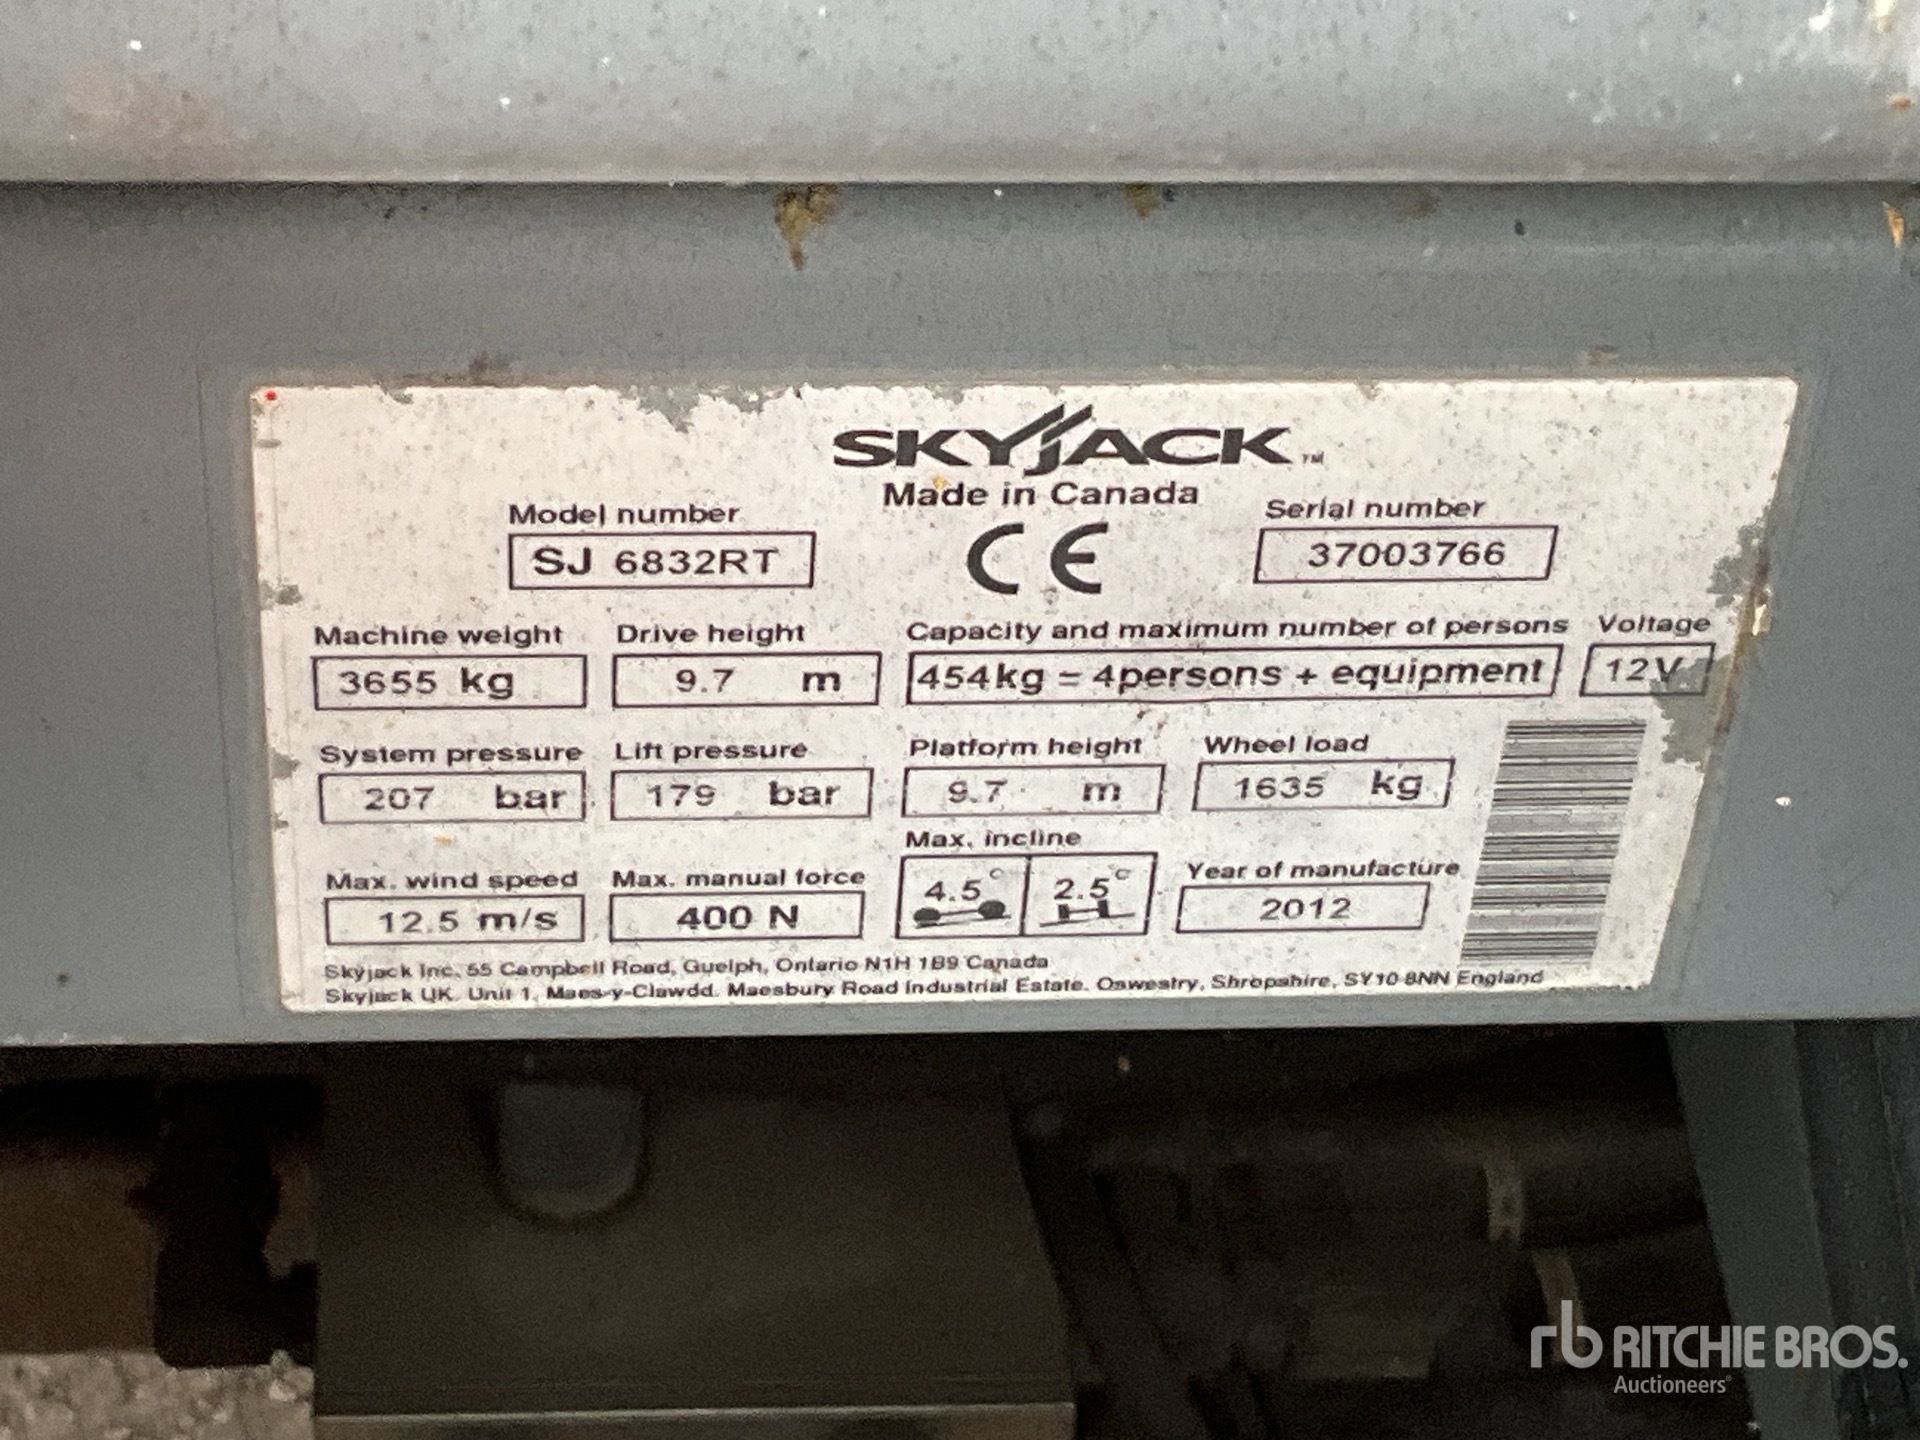 SKYJACK™
Made in Canada
Model number
SJ 6832RT
CE
Serial number
37003766
Machine weight
3655 kg
Drive height
9.7 m
Capacity and maximum number of persons
454kg = 4persons + equipment
Voltage
12V
System pressure
207 bar
Lift pressure
179 bar
Platform height
9.7 m
Wheel load
1635 kg
Max. wind speed
12.5 m/s
Max. manual force
400 N
Max. incline
4.5° 2.5°
Year of manufacture
2012
Skyjack Inc. 55 Campbell Road, Guelph, Ontario N1H 1B9 Canada
Skyjack UK. Unit 1, Maes-y-Clawdd. Maesbury Road Industrial Estate. Oswestry, Shropshire, SY10 8NN England
rb RITCHIE BROS.
Auctioneers